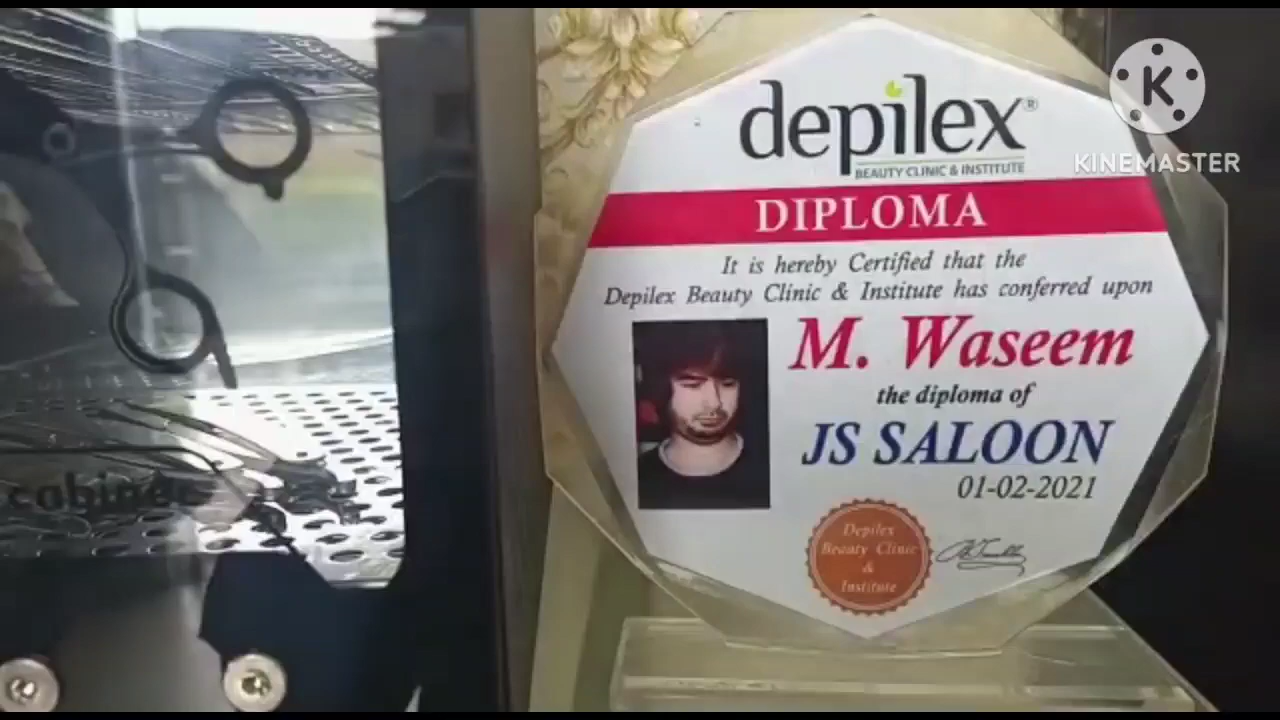 depilex®
BEAUTY CLINIC & INSTITUTE
DIPLOMA
It is hereby Certified that the
Depilex Beauty Clinic & Institute has conferred upon
M. Waseem
the diploma of
JS SALOON
01-02-2021
Depilex
Beauty Clinic
&
Institute
K
KINEMASTER
cabinet